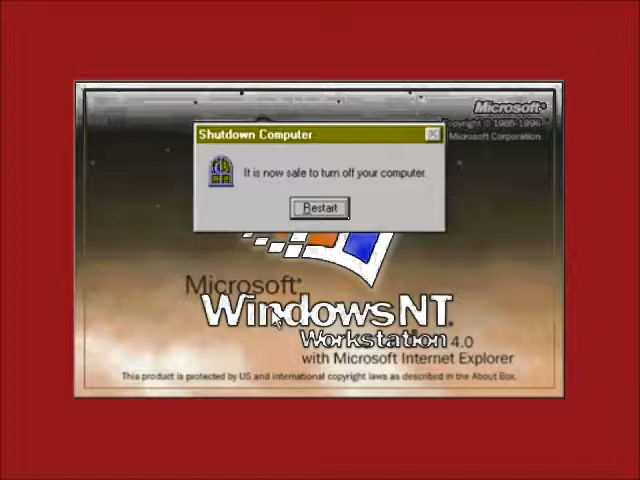 Microsoft®
Copyright © 1985-1996
Microsoft Corporation
Shutdown Computer
It is now safe to turn off your computer.
Restart
Microsoft®
Windows NT®
Workstation 4.0
with Microsoft Internet Explorer
This product is protected by US and international copyright laws as described in the About Box.